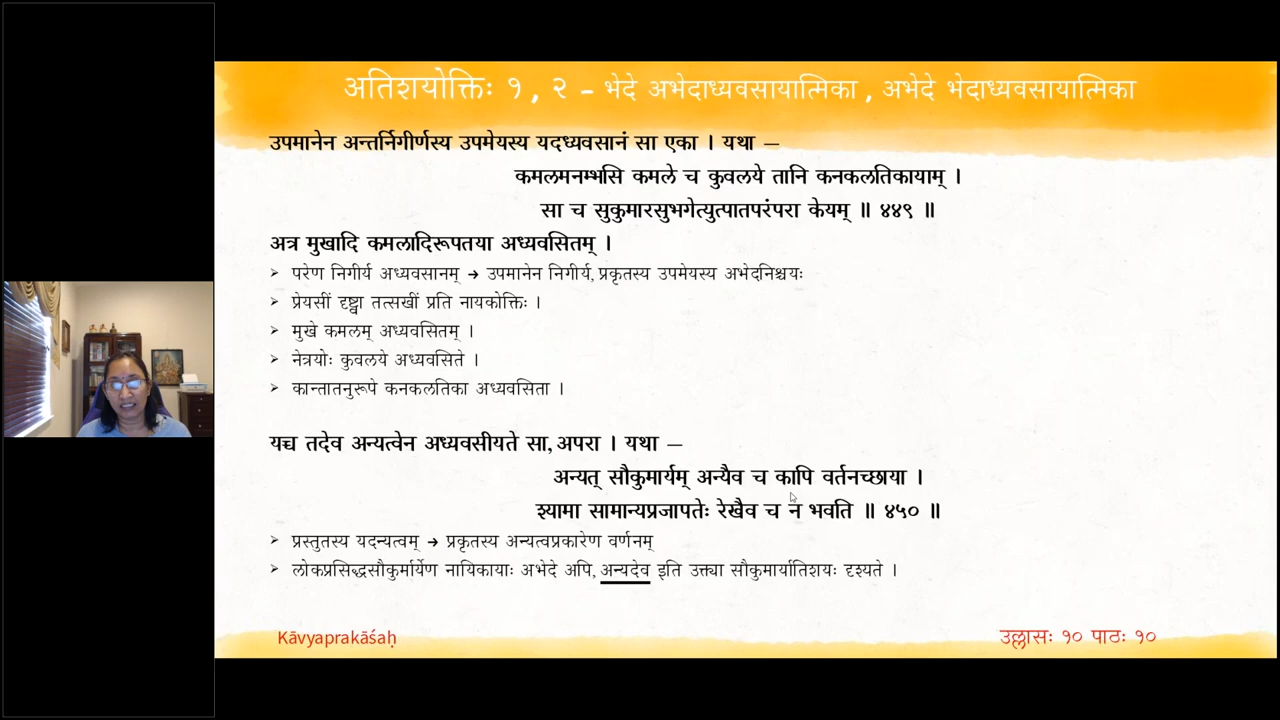 अतिशयोक्तिः १ , २ – भेदे अभेदाध्यवसायात्मिका , अभेदे भेदाध्यवसायात्मिका
उपमानेन अन्तर्निगीर्णस्य उपमेयस्य यदध्यवसानं सा एका । यथा —
कमलमनम्भसि कमले च कुवलये तानि कनकलतिकायाम् ।
सा च सुकुमारसुभगेत्युत्पातपरंपरा केयम् ॥ ४४९ ॥
अत्र मुखादि कमलादिरूपतया अध्यवसितम् ।
➢ परेण निगीर्य अध्यवसानम् → उपमानेन निगीर्य, प्रकृतस्य उपमेयस्य अभेदनिश्चयः
➢ प्रेयसीं दृष्ट्वा तत्सखीं प्रति नायकोक्तिः ।
➢ मुखे कमलम् अध्यवसितम् ।
➢ नेत्रयोः कुवलये अध्यवसिते ।
➢ कान्तातनुरूपे कनकलतिका अध्यवसिता ।
यच्च तदेव अन्यत्वेन अध्यवसीयते सा, अपरा । यथा —
अन्यत् सौकुमार्यम् अन्यैव च कापि वर्तनच्छाया ।
श्यामा सामान्यप्रजापतेः रेखैव च न भवति ॥ ४५० ॥
➢ प्रस्तुतस्य यदन्यत्वम् → प्रकृतस्य अन्यत्वप्रकारेण वर्णनम्
➢ लोकप्रसिद्धसौकुर्मार्येण नायिकायाः अभेदे अपि, अन्यदेव इति उक्त्या सौकुमार्यातिशयः दृश्यते ।
Kāvyaprakāśaḥ
उल्लासः १० पाठः १०